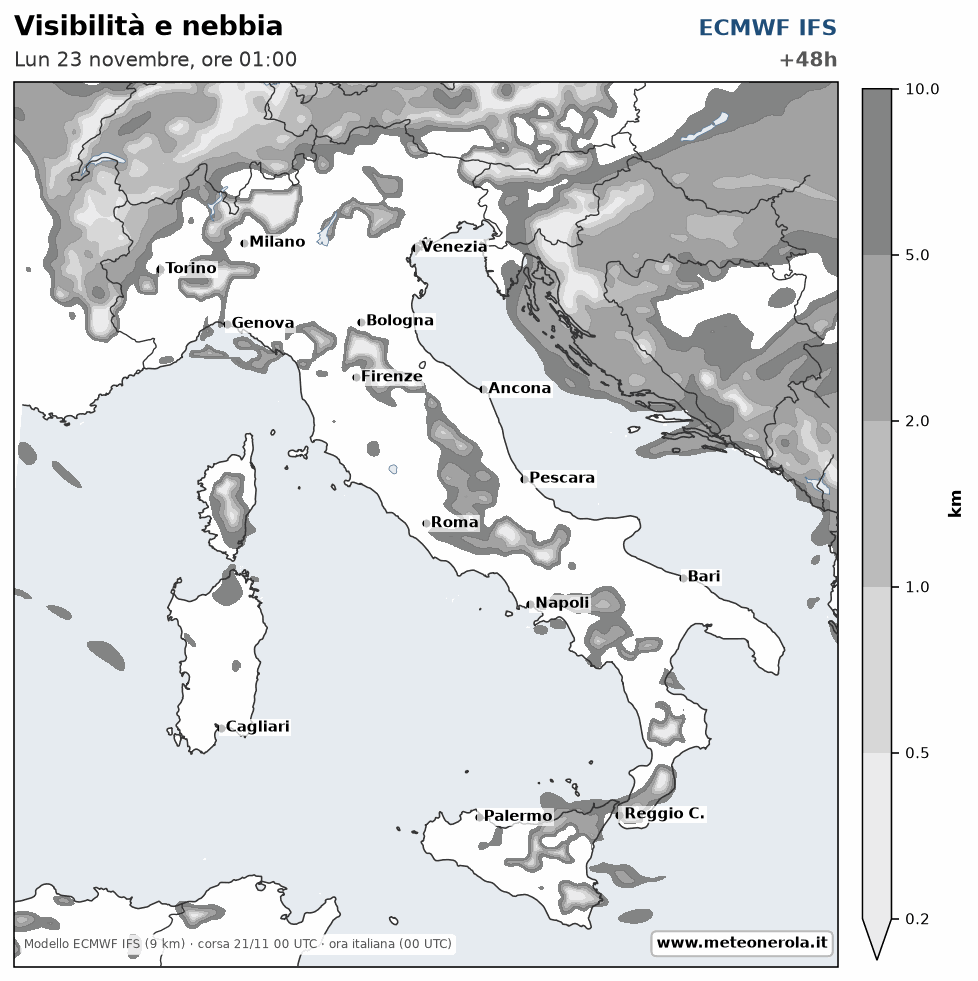 Visibilità e nebbia
ECMWF IFS
Lun 23 novembre, ore 01:00
+48h
Milano
Venezia
Torino
Genova
Bologna
Firenze
Ancona
Pescara
Roma
Bari
Napoli
Cagliari
Palermo
Reggio C.
10.0
5.0
2.0
1.0
0.5
0.2
km
Modello ECMWF IFS (9 km) · corsa 21/11 00 UTC · ora italiana (00 UTC)
www.meteonerola.it